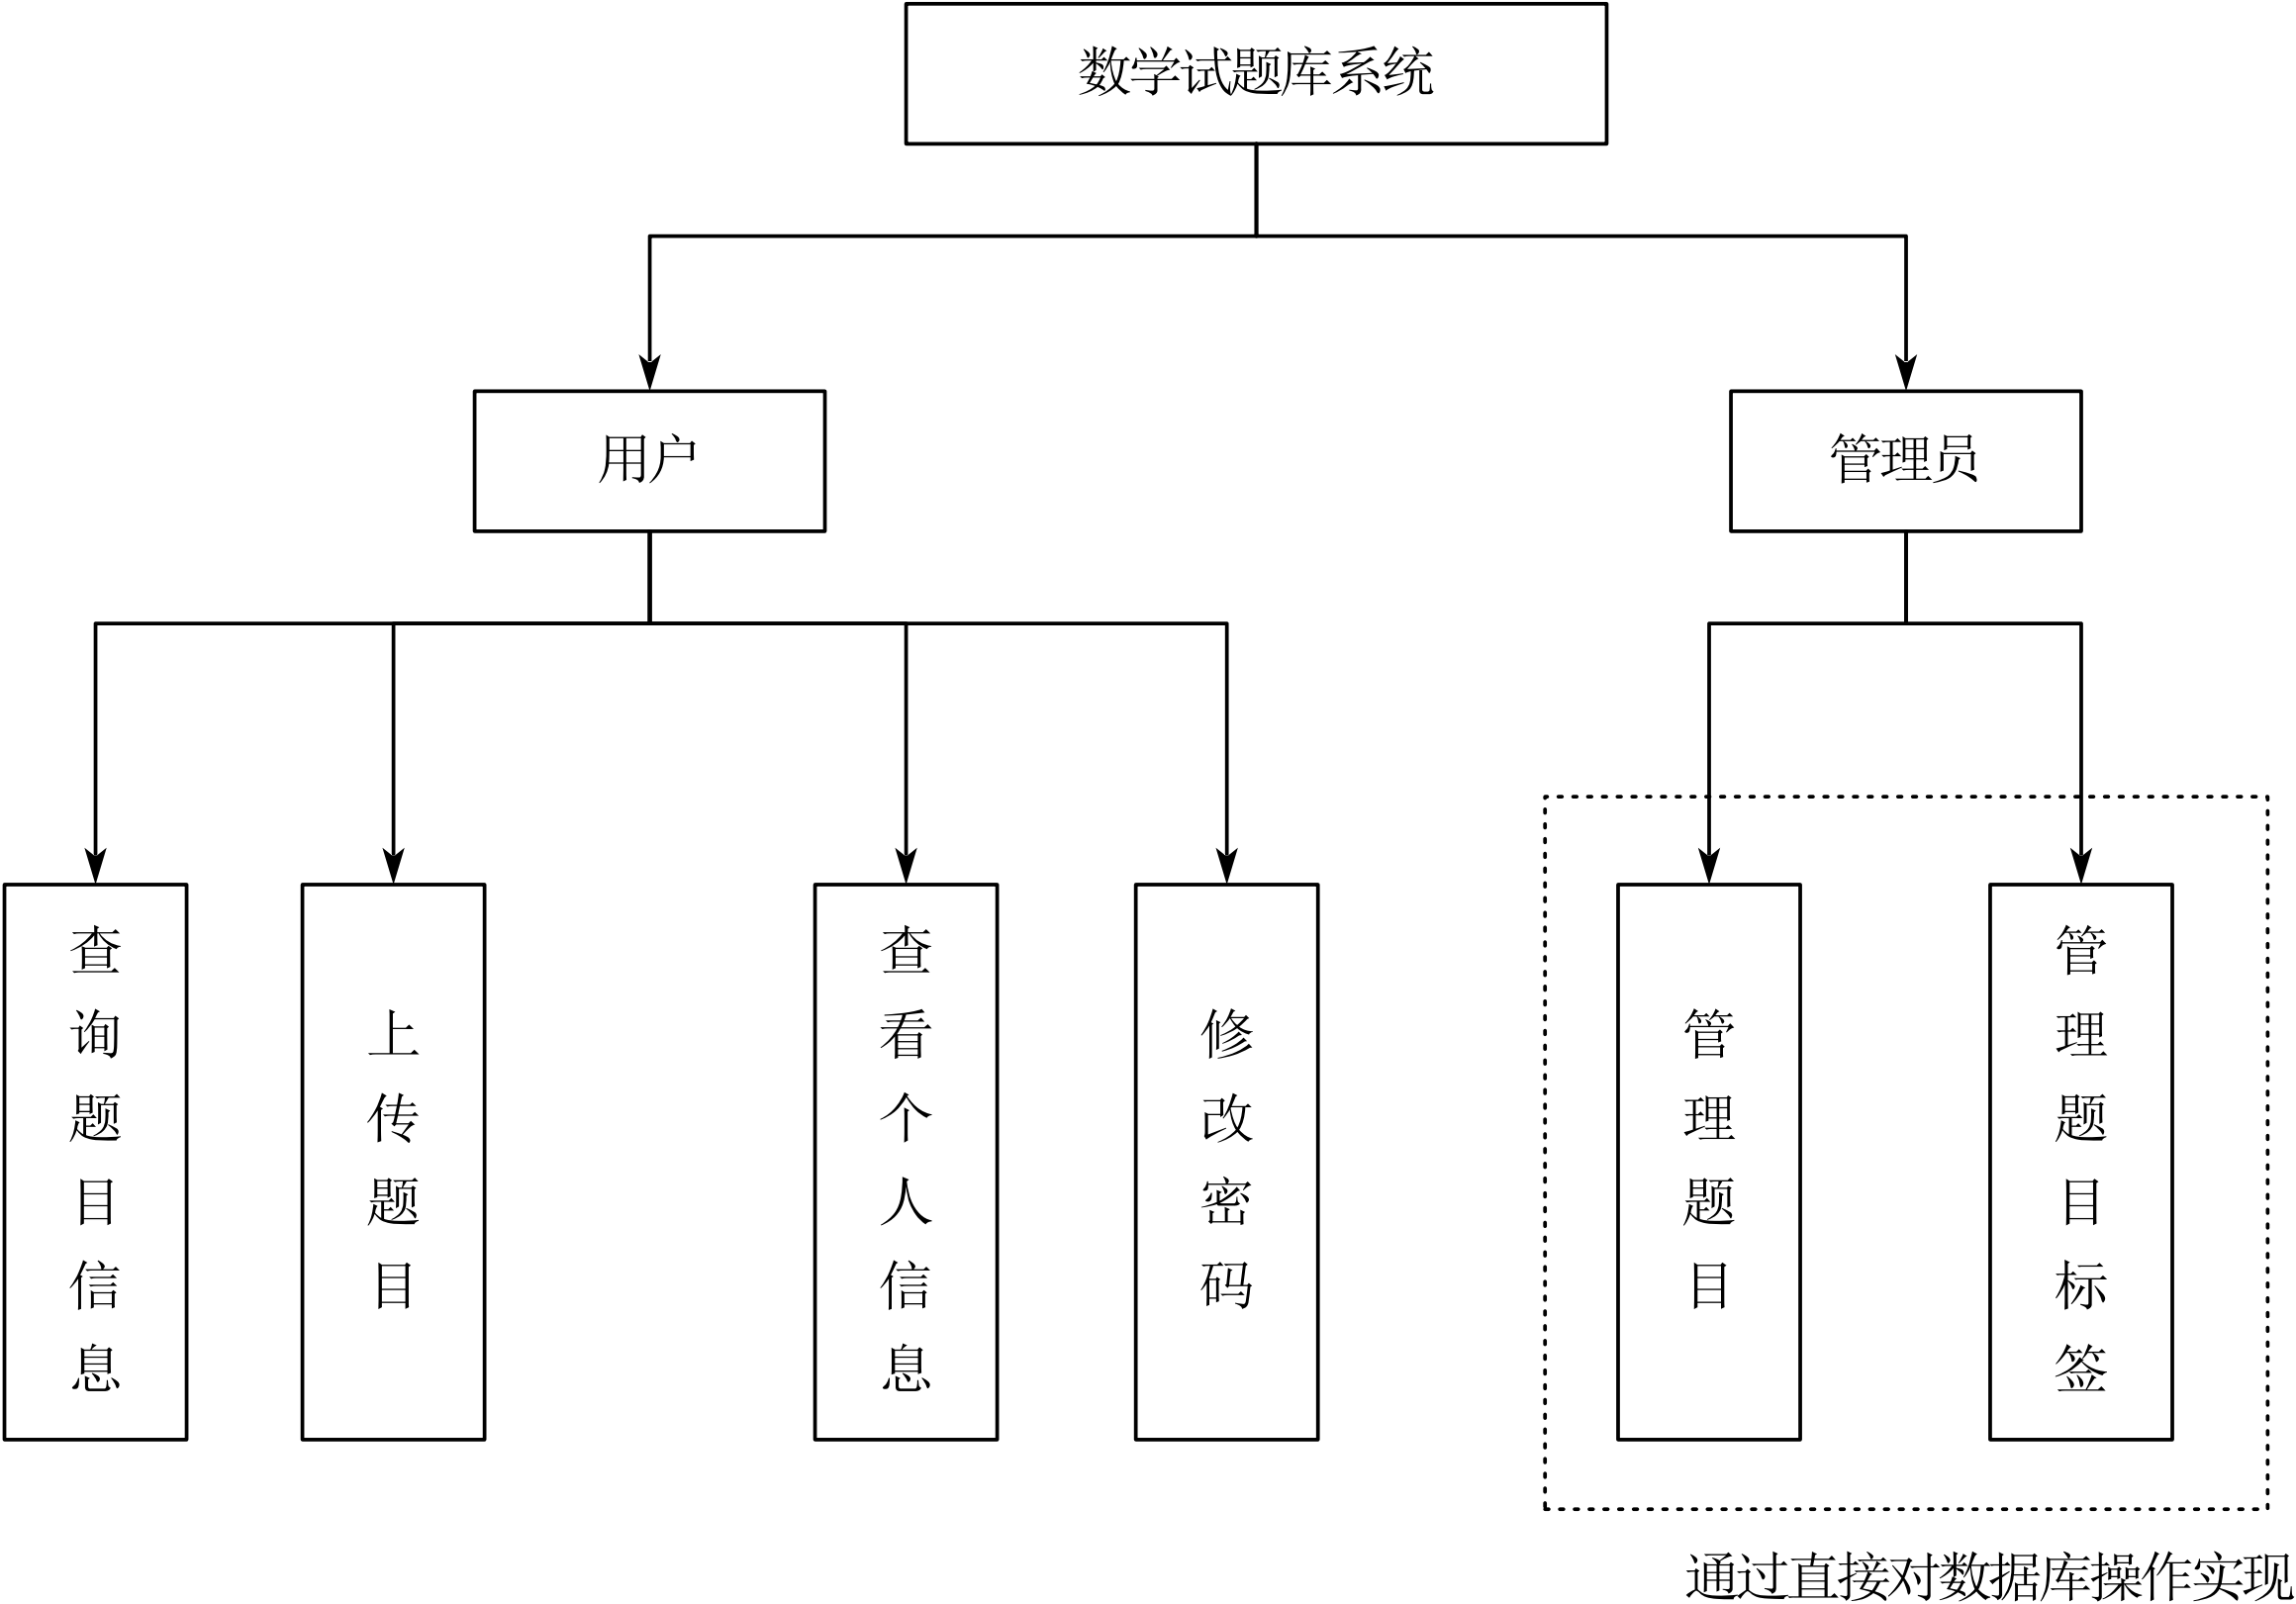 数学试题库系统
用户
管理员
查询题目信息
上传题目
查看个人信息
修改密码
管理题目
管理题目标签
通过直接对数据库操作实现